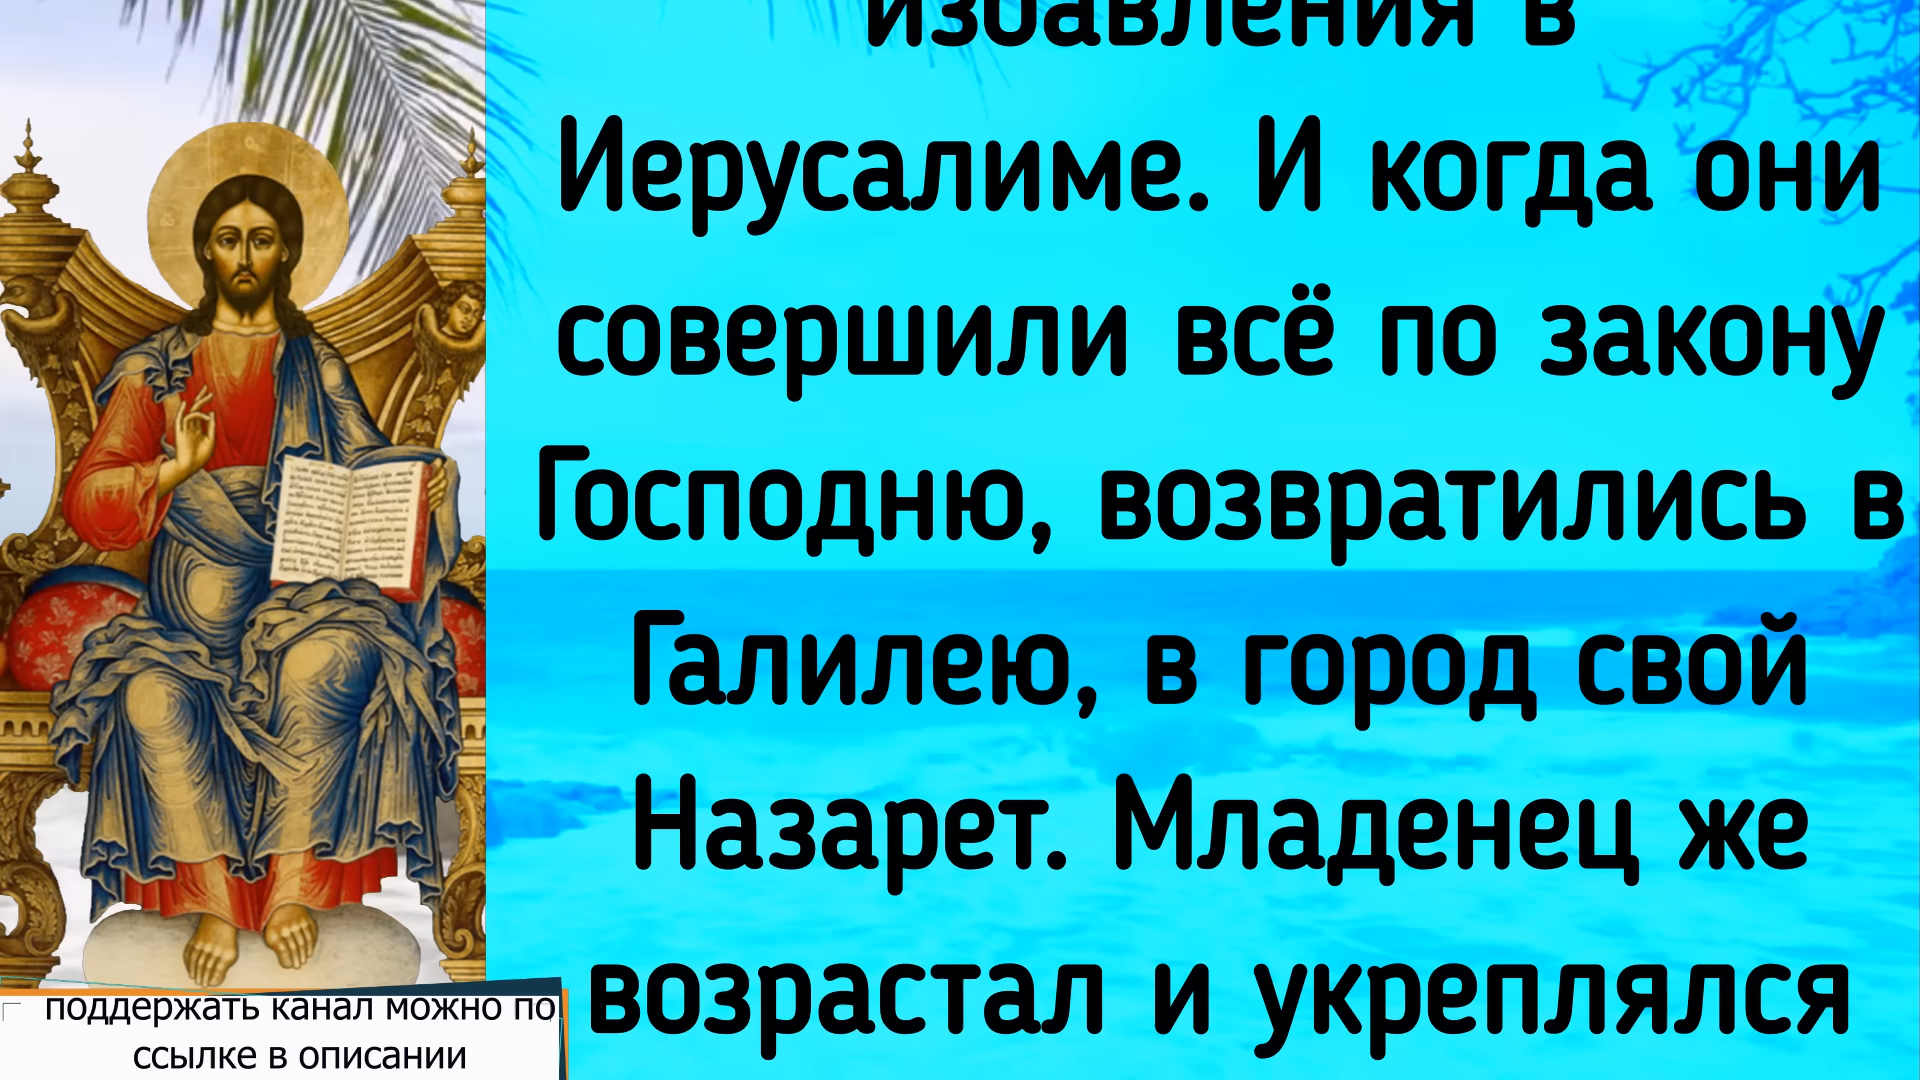 избавления в
Иерусалиме. И когда они
совершили всё по закону
Господню, возвратились в
Галилею, в город свой
Назарет. Младенец же
возрастал и укреплялся
поддержать канал можно по
ссылке в описании